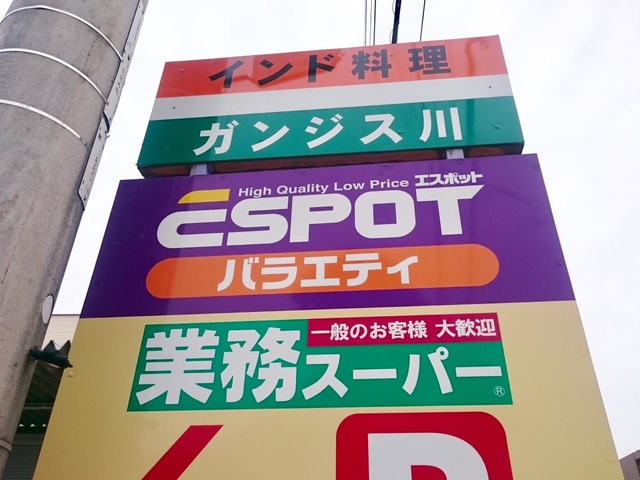 インド料理
ガンジス川
High Quality Low Price エスポット
ESPOT
バラエティ
一般のお客様 大歓迎
業務スーパー®
P